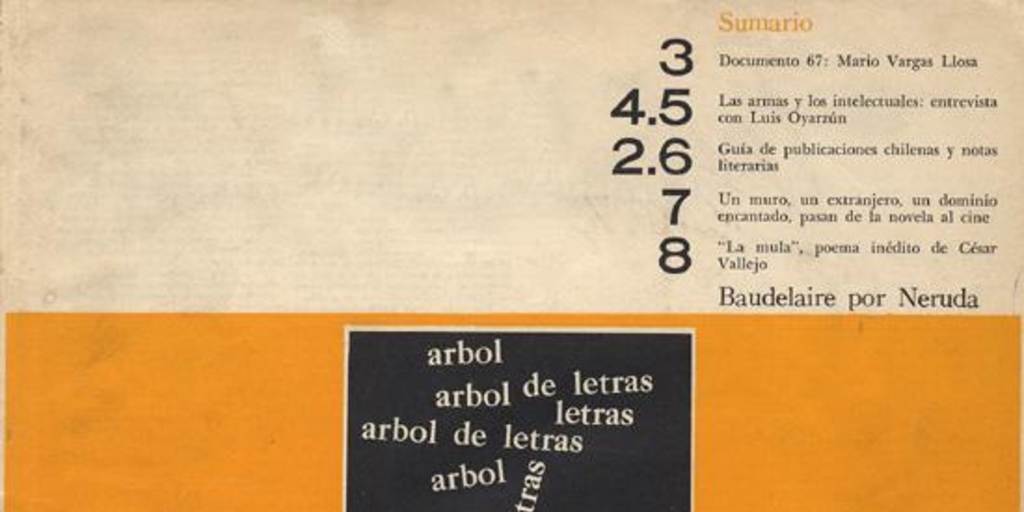 Sumario
3 Documento 67: Mario Vargas Llosa
4.5 Las armas y los intelectuales: entrevista
con Luis Oyarzún
2.6 Guía de publicaciones chilenas y notas
literarias
7 Un muro, un extranjero, un dominio
encantado, pasan de la novela al cine
8 "La mula", poema inédito de César
Vallejo
Baudelaire por Neruda
arbol
arbol de letras
letras
arbol de letras
arbol
tras